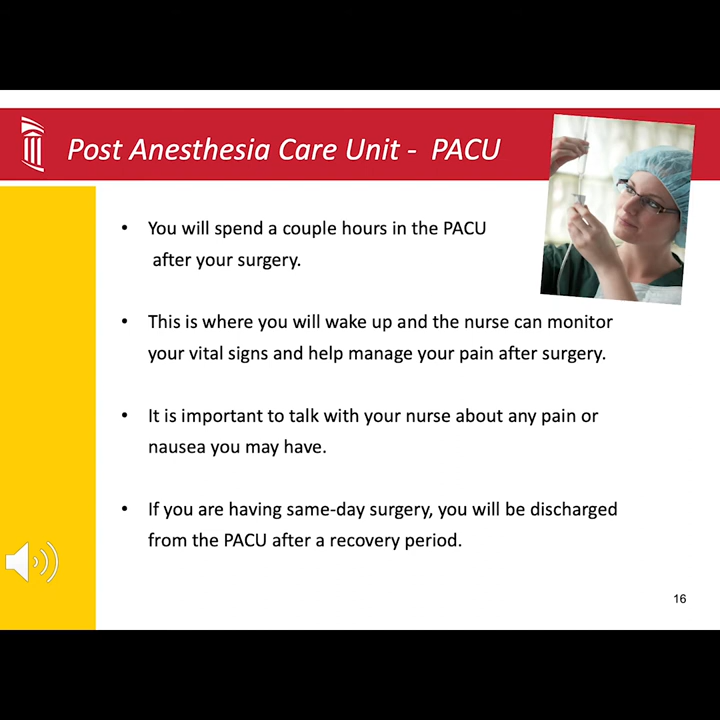 Post Anesthesia Care Unit - PACU
• You will spend a couple hours in the PACU
after your surgery.
• This is where you will wake up and the nurse can monitor
your vital signs and help manage your pain after surgery.
• It is important to talk with your nurse about any pain or
nausea you may have.
• If you are having same-day surgery, you will be discharged
from the PACU after a recovery period.
16